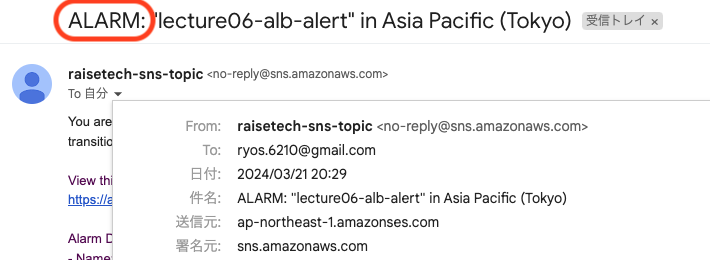 ALARM: "lecture06-alb-alert" in Asia Pacific (Tokyo) 受信トレイ ×
raisetech-sns-topic <no-reply@sns.amazonaws.com>
To 自分
You are
transitio
View thi
https://a
Alarm D
- Name
From: raisetech-sns-topic <no-reply@sns.amazonaws.com>
To: ryos.6210@gmail.com
日付: 2024/03/21 20:29
件名: ALARM: "lecture06-alb-alert" in Asia Pacific (Tokyo)
送信元: ap-northeast-1.amazonses.com
署名元: sns.amazonaws.com